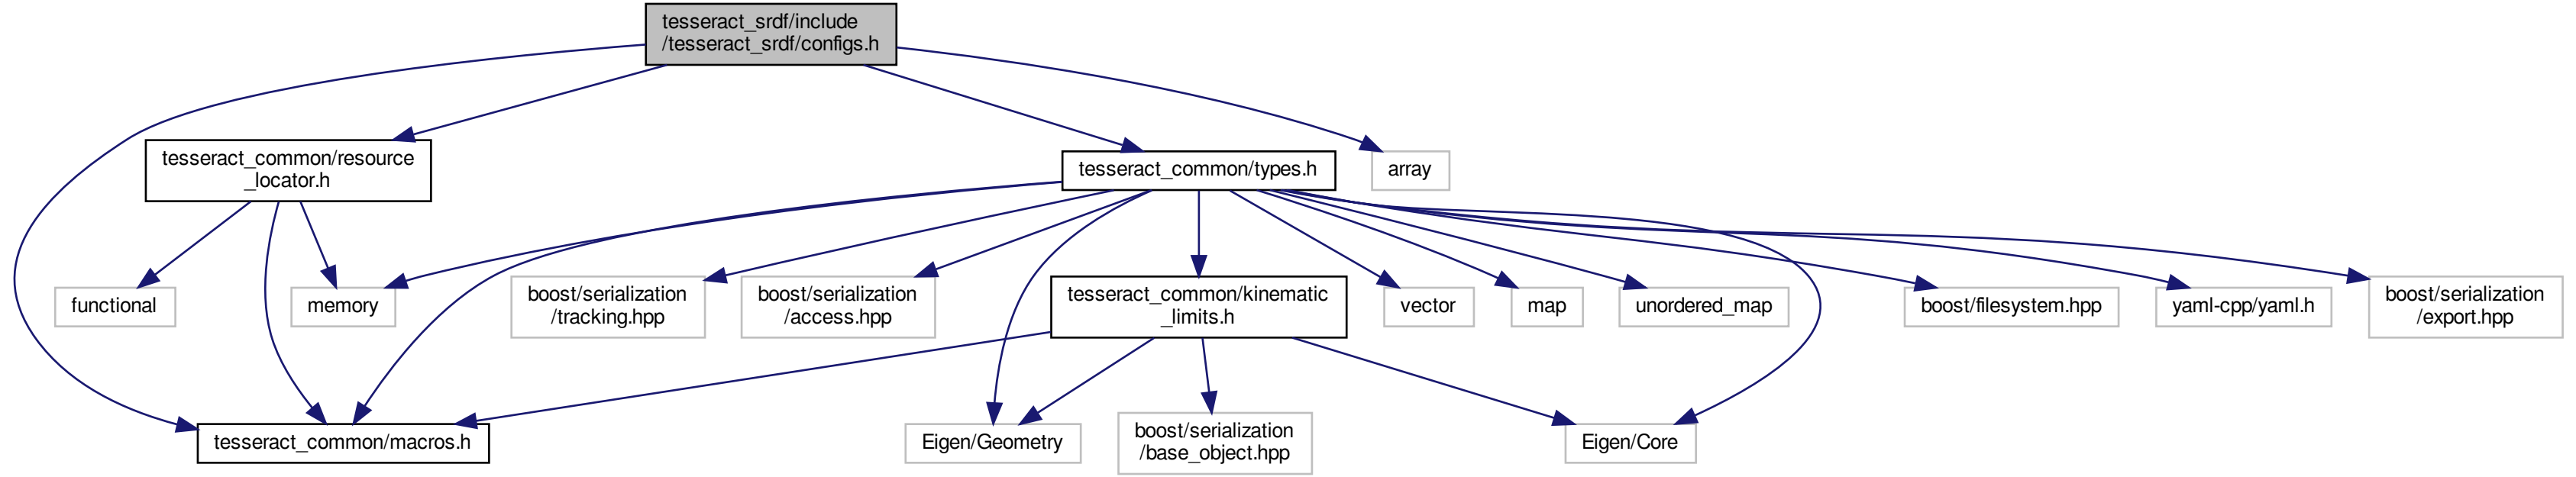 tesseract_srdf/include
/tesseract_srdf/configs.h
tesseract_common/resource
_locator.h
tesseract_common/types.h
array
functional
memory
boost/serialization
/tracking.hpp
boost/serialization
/access.hpp
tesseract_common/kinematic
_limits.h
vector
map
unordered_map
boost/filesystem.hpp
yaml-cpp/yaml.h
boost/serialization
/export.hpp
tesseract_common/macros.h
Eigen/Geometry
boost/serialization
/base_object.hpp
Eigen/Core